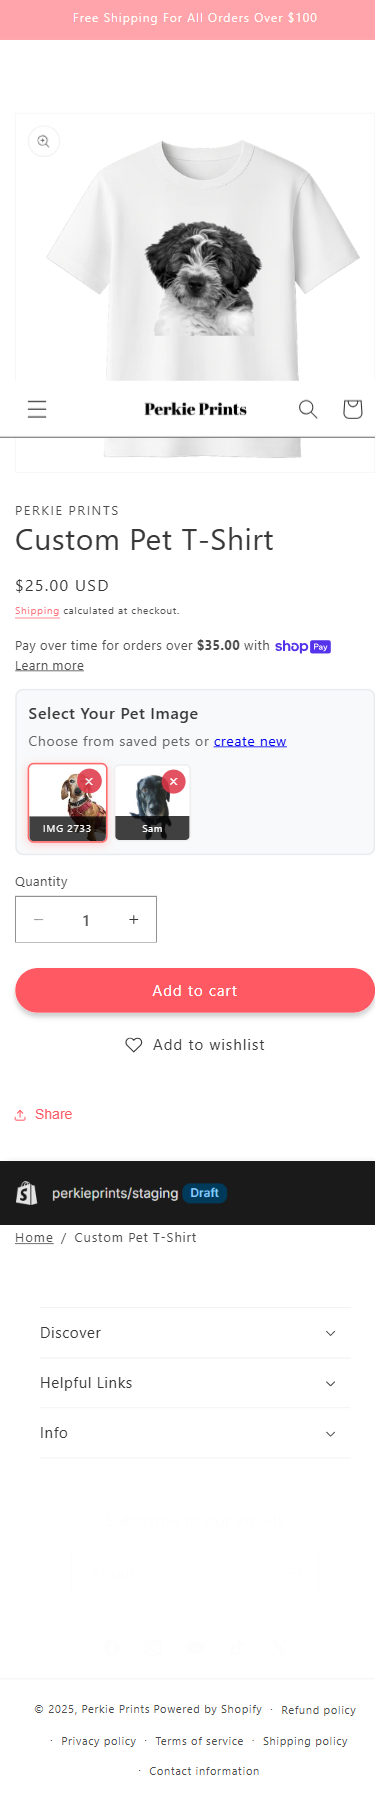 Free Shipping For All Orders Over $100
Perkie Prints
PERKIE PRINTS
Custom Pet T-Shirt
$25.00 USD
Shipping calculated at checkout.
Pay over time for orders over $35.00 with shop Pay
Learn more
Select Your Pet Image
Choose from saved pets or create new
IMG 2733
Sam
Quantity
1
Add to cart
Add to wishlist
Share
perkieprints/staging Draft
Home / Custom Pet T-Shirt
Discover
Helpful Links
Info
© 2025, Perkie Prints Powered by Shopify · Refund policy
· Privacy policy · Terms of service · Shipping policy
· Contact information